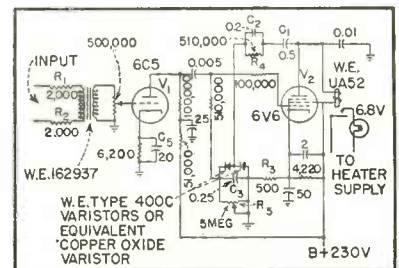 INPUT
500,000
R1
2,000
R2
2,000
W.E.162937
6C5
V1
6,200
C5
20
0.005
51,000
25
510,000
510,000
0.2
C2
R4
C1
0.5
0.01
100,000
V2
6V6
W.E.
UA52
6.8V
TO
HEATER
SUPPLY
2
4,220
R3
500
50
0.25
C3
R5
5MEG
W.E.TYPE 400C
VARISTORS OR
EQUIVALENT
COPPER OXIDE
VARISTOR
B+230V